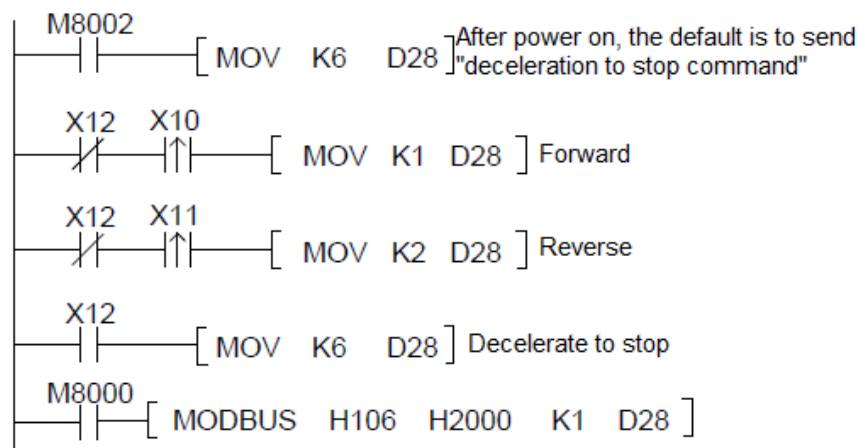 M8002
MOV K6 D28 After power on, the default is to send
"deceleration to stop command"
X12 X10
MOV K1 D28 Forward
X12 X11
MOV K2 D28 Reverse
X12
MOV K6 D28 Decelerate to stop
M8000
MODBUS H106 H2000 K1 D28